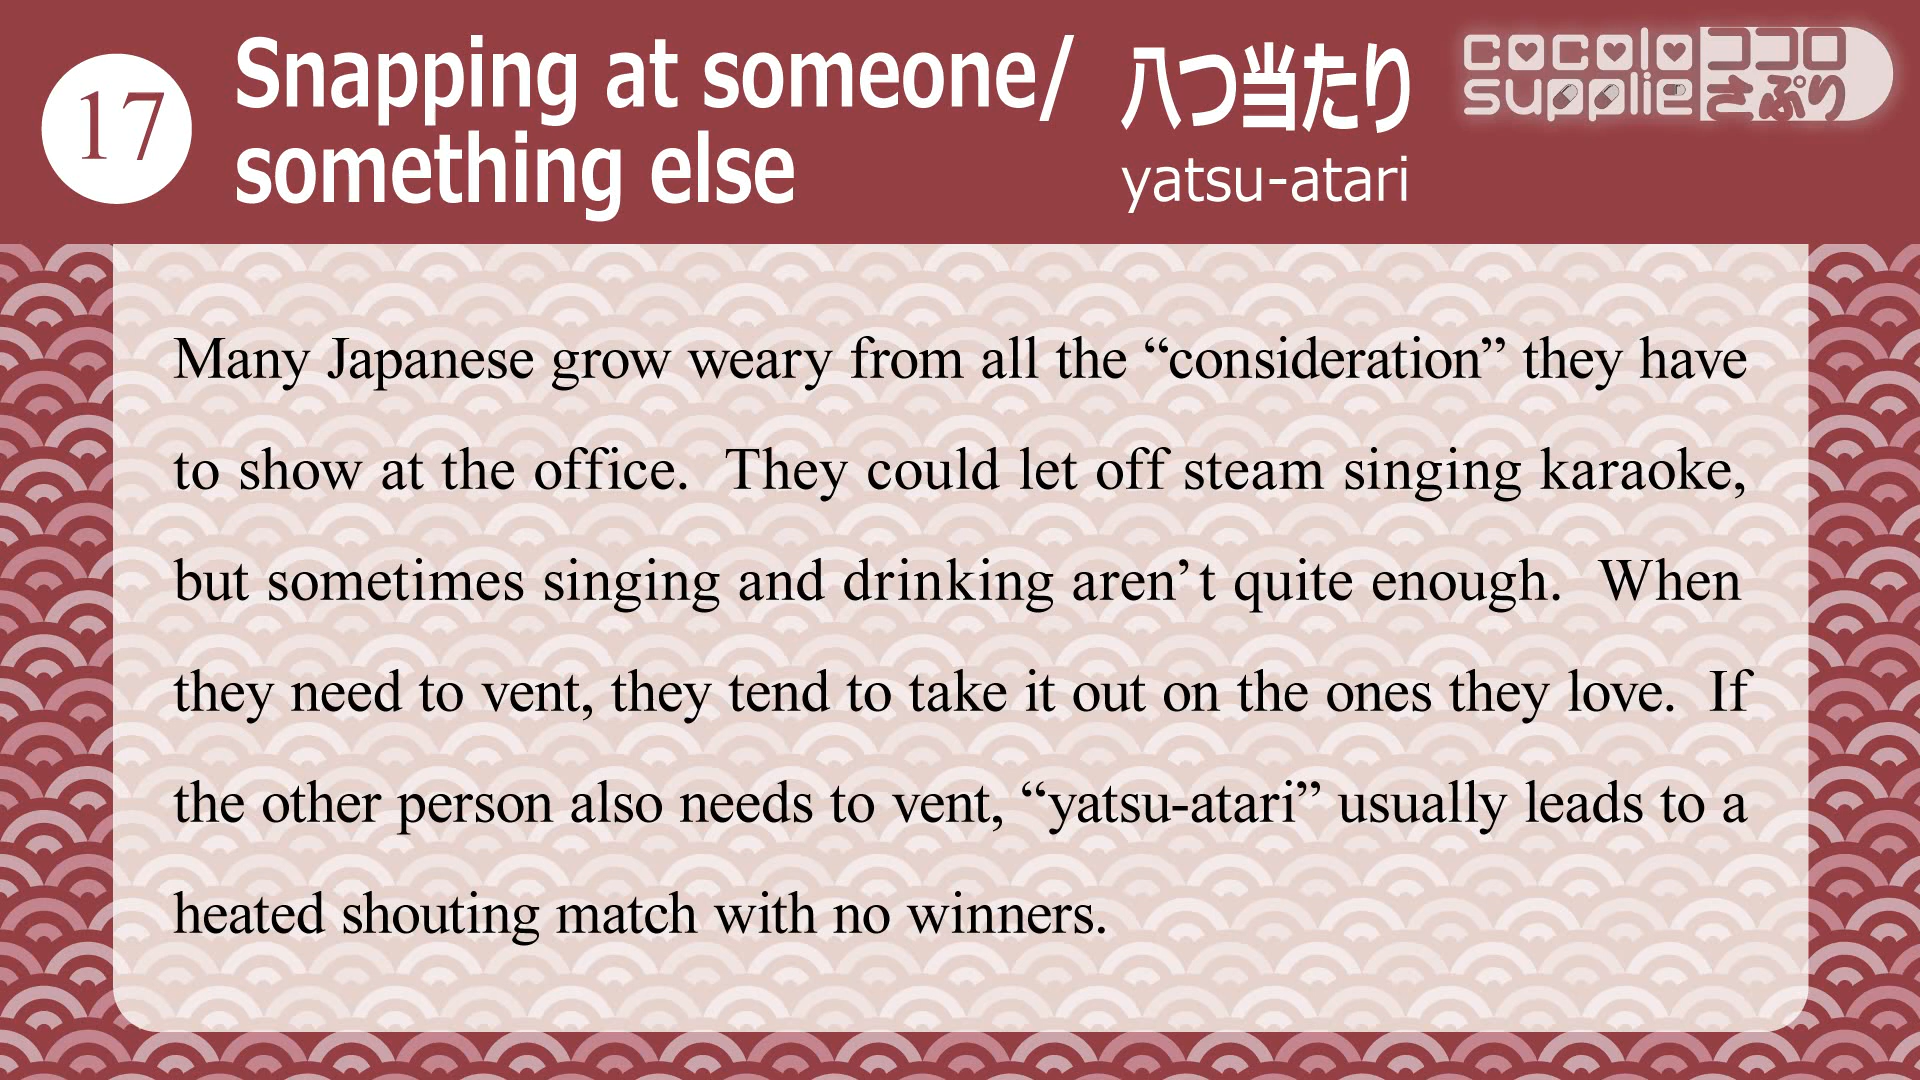 17
Snapping at someone/
something else
八つ当たり
yatsu-atari
cocolo
supplie
ココロ
さぷり
Many Japanese grow weary from all the “consideration” they have
to show at the office.  They could let off steam singing karaoke,
but sometimes singing and drinking aren’t quite enough.  When
they need to vent, they tend to take it out on the ones they love.  If
the other person also needs to vent, “yatsu-atari” usually leads to a
heated shouting match with no winners.